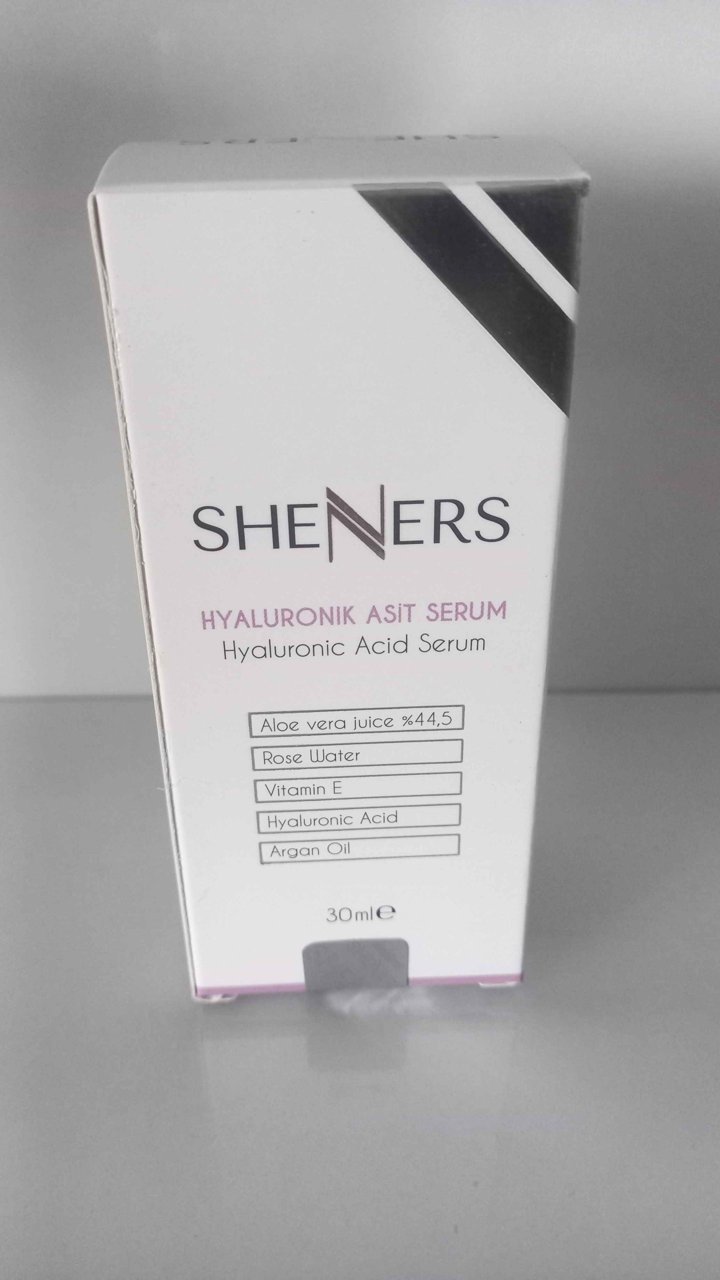 SHENERS
HYALURONIK ASİT SERUM
Hyaluronic Acid Serum
Aloe vera juice %44,5
Rose Water
Vitamin E
Hyaluronic Acid
Argan Oil
30ml℮